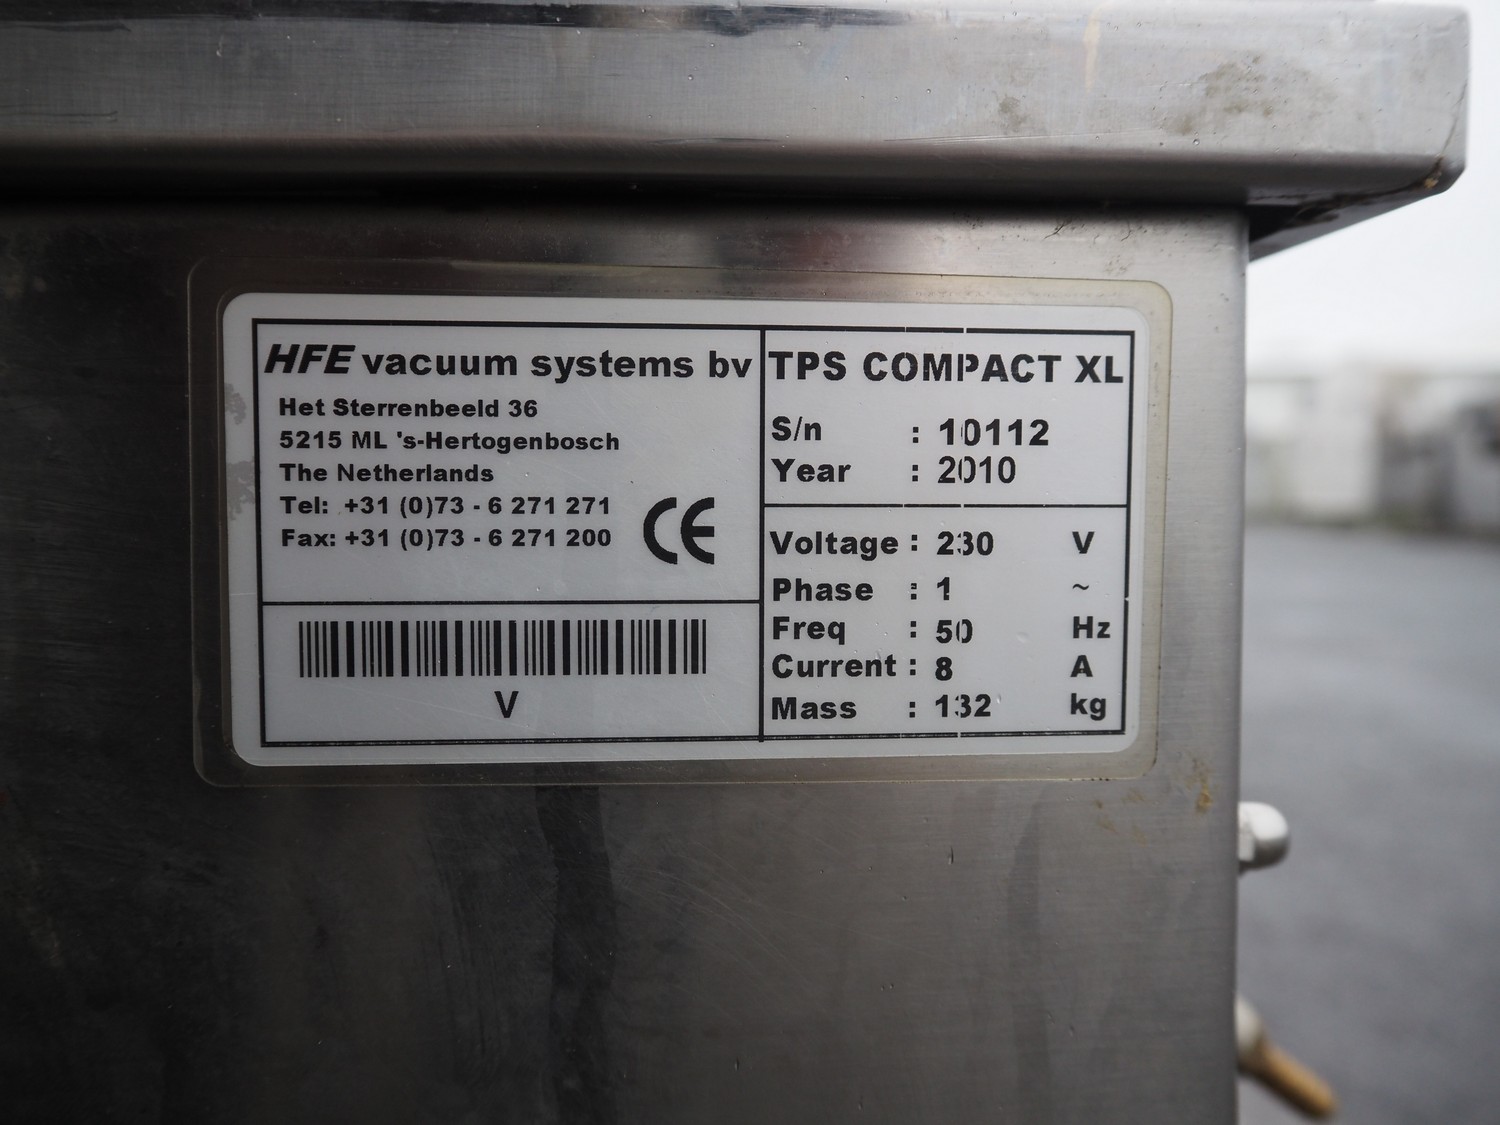 HFE vacuum systems bv
Het Sterrenbeeld 36
5215 ML 's-Hertogenbosch
The Netherlands
Tel: +31 (0)73 - 6 271 271
Fax: +31 (0)73 - 6 271 200
CE
V
TPS COMPACT XL
S/n : 10112
Year : 2010
Voltage : 230 V
Phase : 1 ~
Freq : 50 Hz
Current : 8 A
Mass : 132 kg